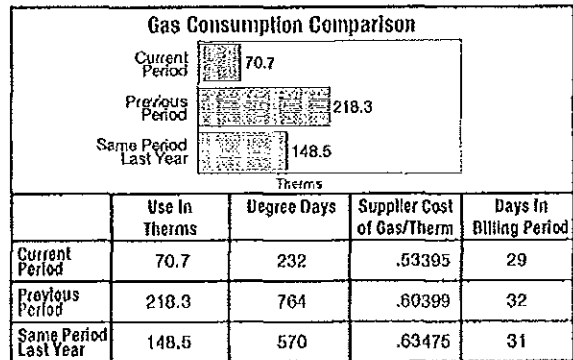 Gas Consumption Comparison
Current
Period
70.7
Previous
Period
218.3
Same Period
Last Year
148.5
Therms
Use In
Therms
Degree Days
Supplier Cost
of Gas/Therm
Days In
Billing Period
Current
Period
70.7
232
.53395
29
Previous
Period
218.3
764
.60399
32
Same Period
Last Year
148.5
570
.63475
31